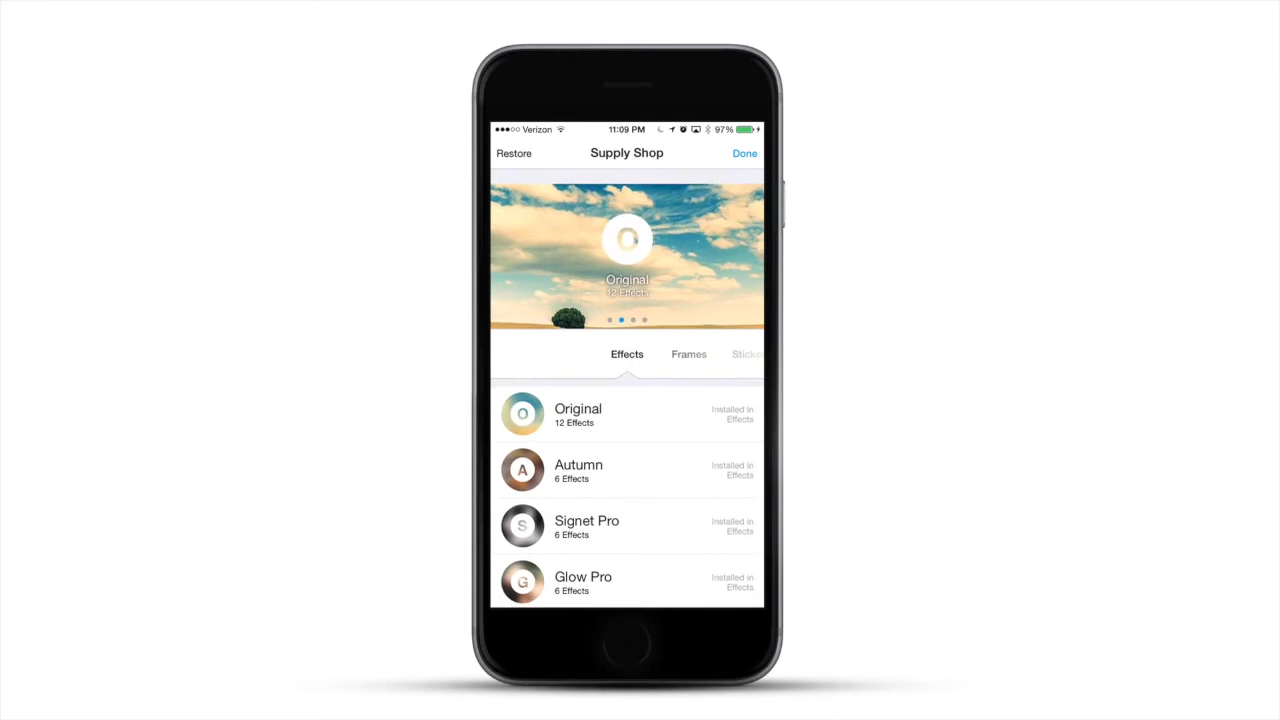 Verizon 11:09 PM 97%
Restore Supply Shop Done
O
Original
12 Effects
Effects Frames Sticke
O Original Installed in
12 Effects Effects
A Autumn Installed in
6 Effects Effects
S Signet Pro Installed in
6 Effects Effects
G Glow Pro Installed in
6 Effects Effects